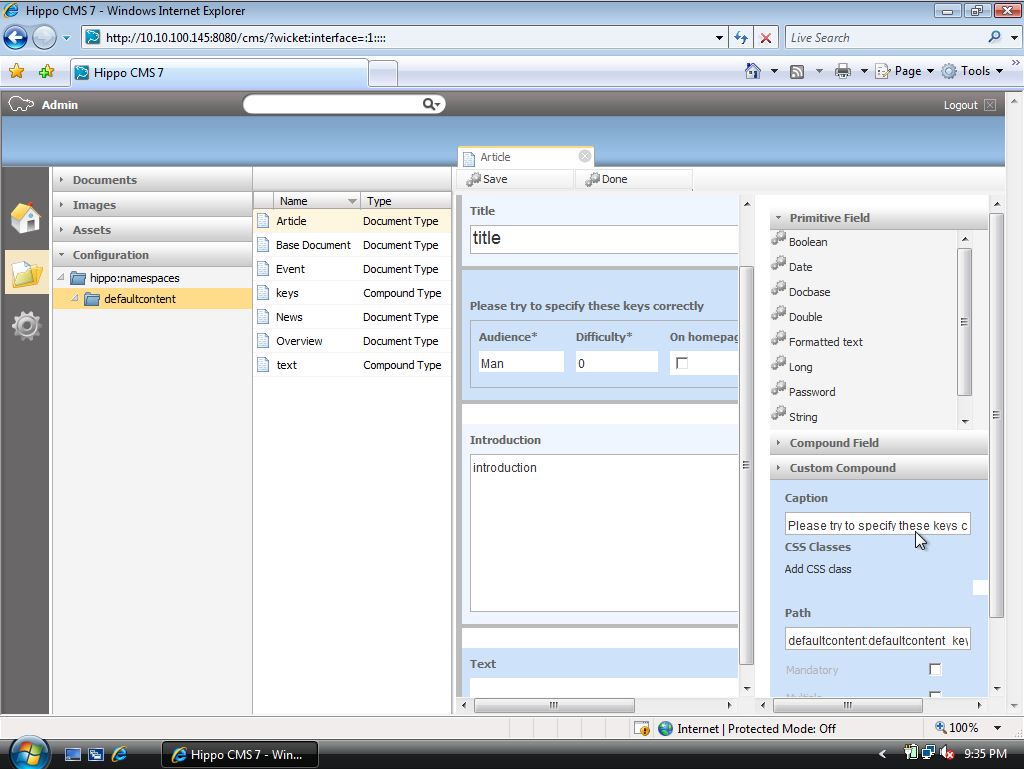 Hippo CMS 7 - Windows Internet Explorer
http://10.10.100.145:8080/cms/?wicket:interface=:1::::
Live Search
Hippo CMS 7
Page
Tools
Admin
Logout
Article
Save
Done
Documents
Images
Assets
Configuration
hippo:namespaces
defaultcontent
Name Type
Article Document Type
Base Document Document Type
Event Document Type
keys Compound Type
News Document Type
Overview Document Type
text Compound Type
Title
title
Please try to specify these keys correctly
Audience* Difficulty* On homepag
Man 0
Introduction
introduction
Text
Primitive Field
Boolean
Date
Docbase
Double
Formatted text
Long
Password
String
Compound Field
Custom Compound
Caption
Please try to specify these keys c
CSS Classes
Add CSS class
Path
defaultcontent:defaultcontent_key
Mandatory
Multiple
Internet | Protected Mode: Off
100%
Hippo CMS 7 - Win...
9:35 PM